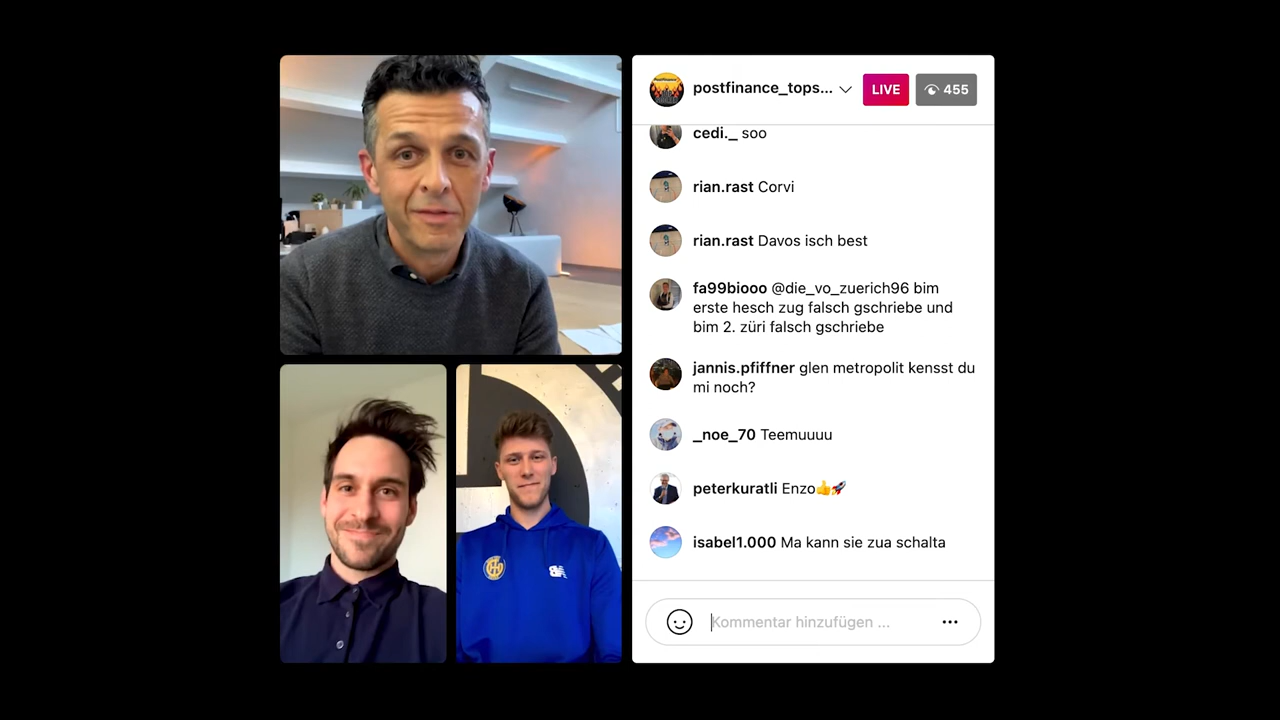 postfinance_tops...
LIVE
455
cedi._ soo
rian.rast Corvi
rian.rast Davos isch best
fa99biooo @die_vo_zuerich96 bim
erste hesch zug falsch gschriebe und
bim 2. züri falsch gschriebe
jannis.pfiffner glen metropolit kensst du
mi noch?
_noe_70 Teemuuuu
peterkuratli Enzo👍🚀
isabel1.000 Ma kann sie zua schalta
Kommentar hinzufügen ...